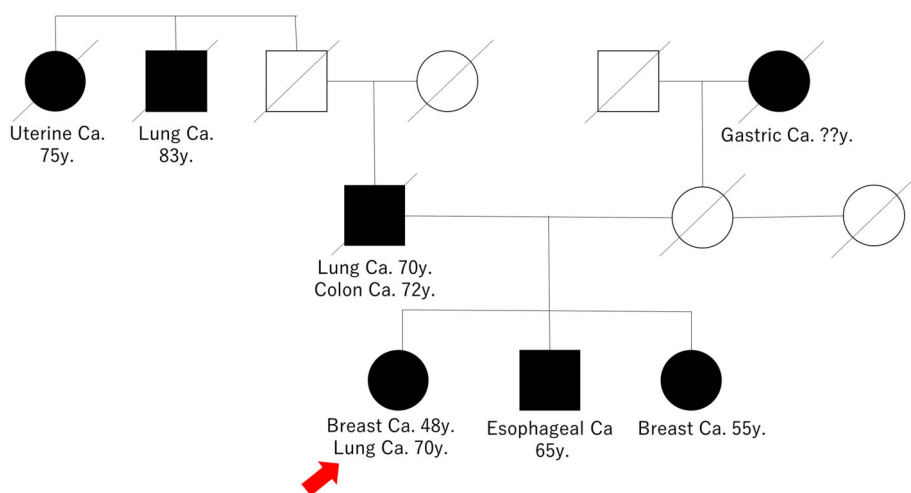 Uterine Ca.
75y.
Lung Ca.
83y.
Gastric Ca. ??y.
Lung Ca. 70y.
Colon Ca. 72y.
Breast Ca. 48y.
Lung Ca. 70y.
Esophageal Ca
65y.
Breast Ca. 55y.